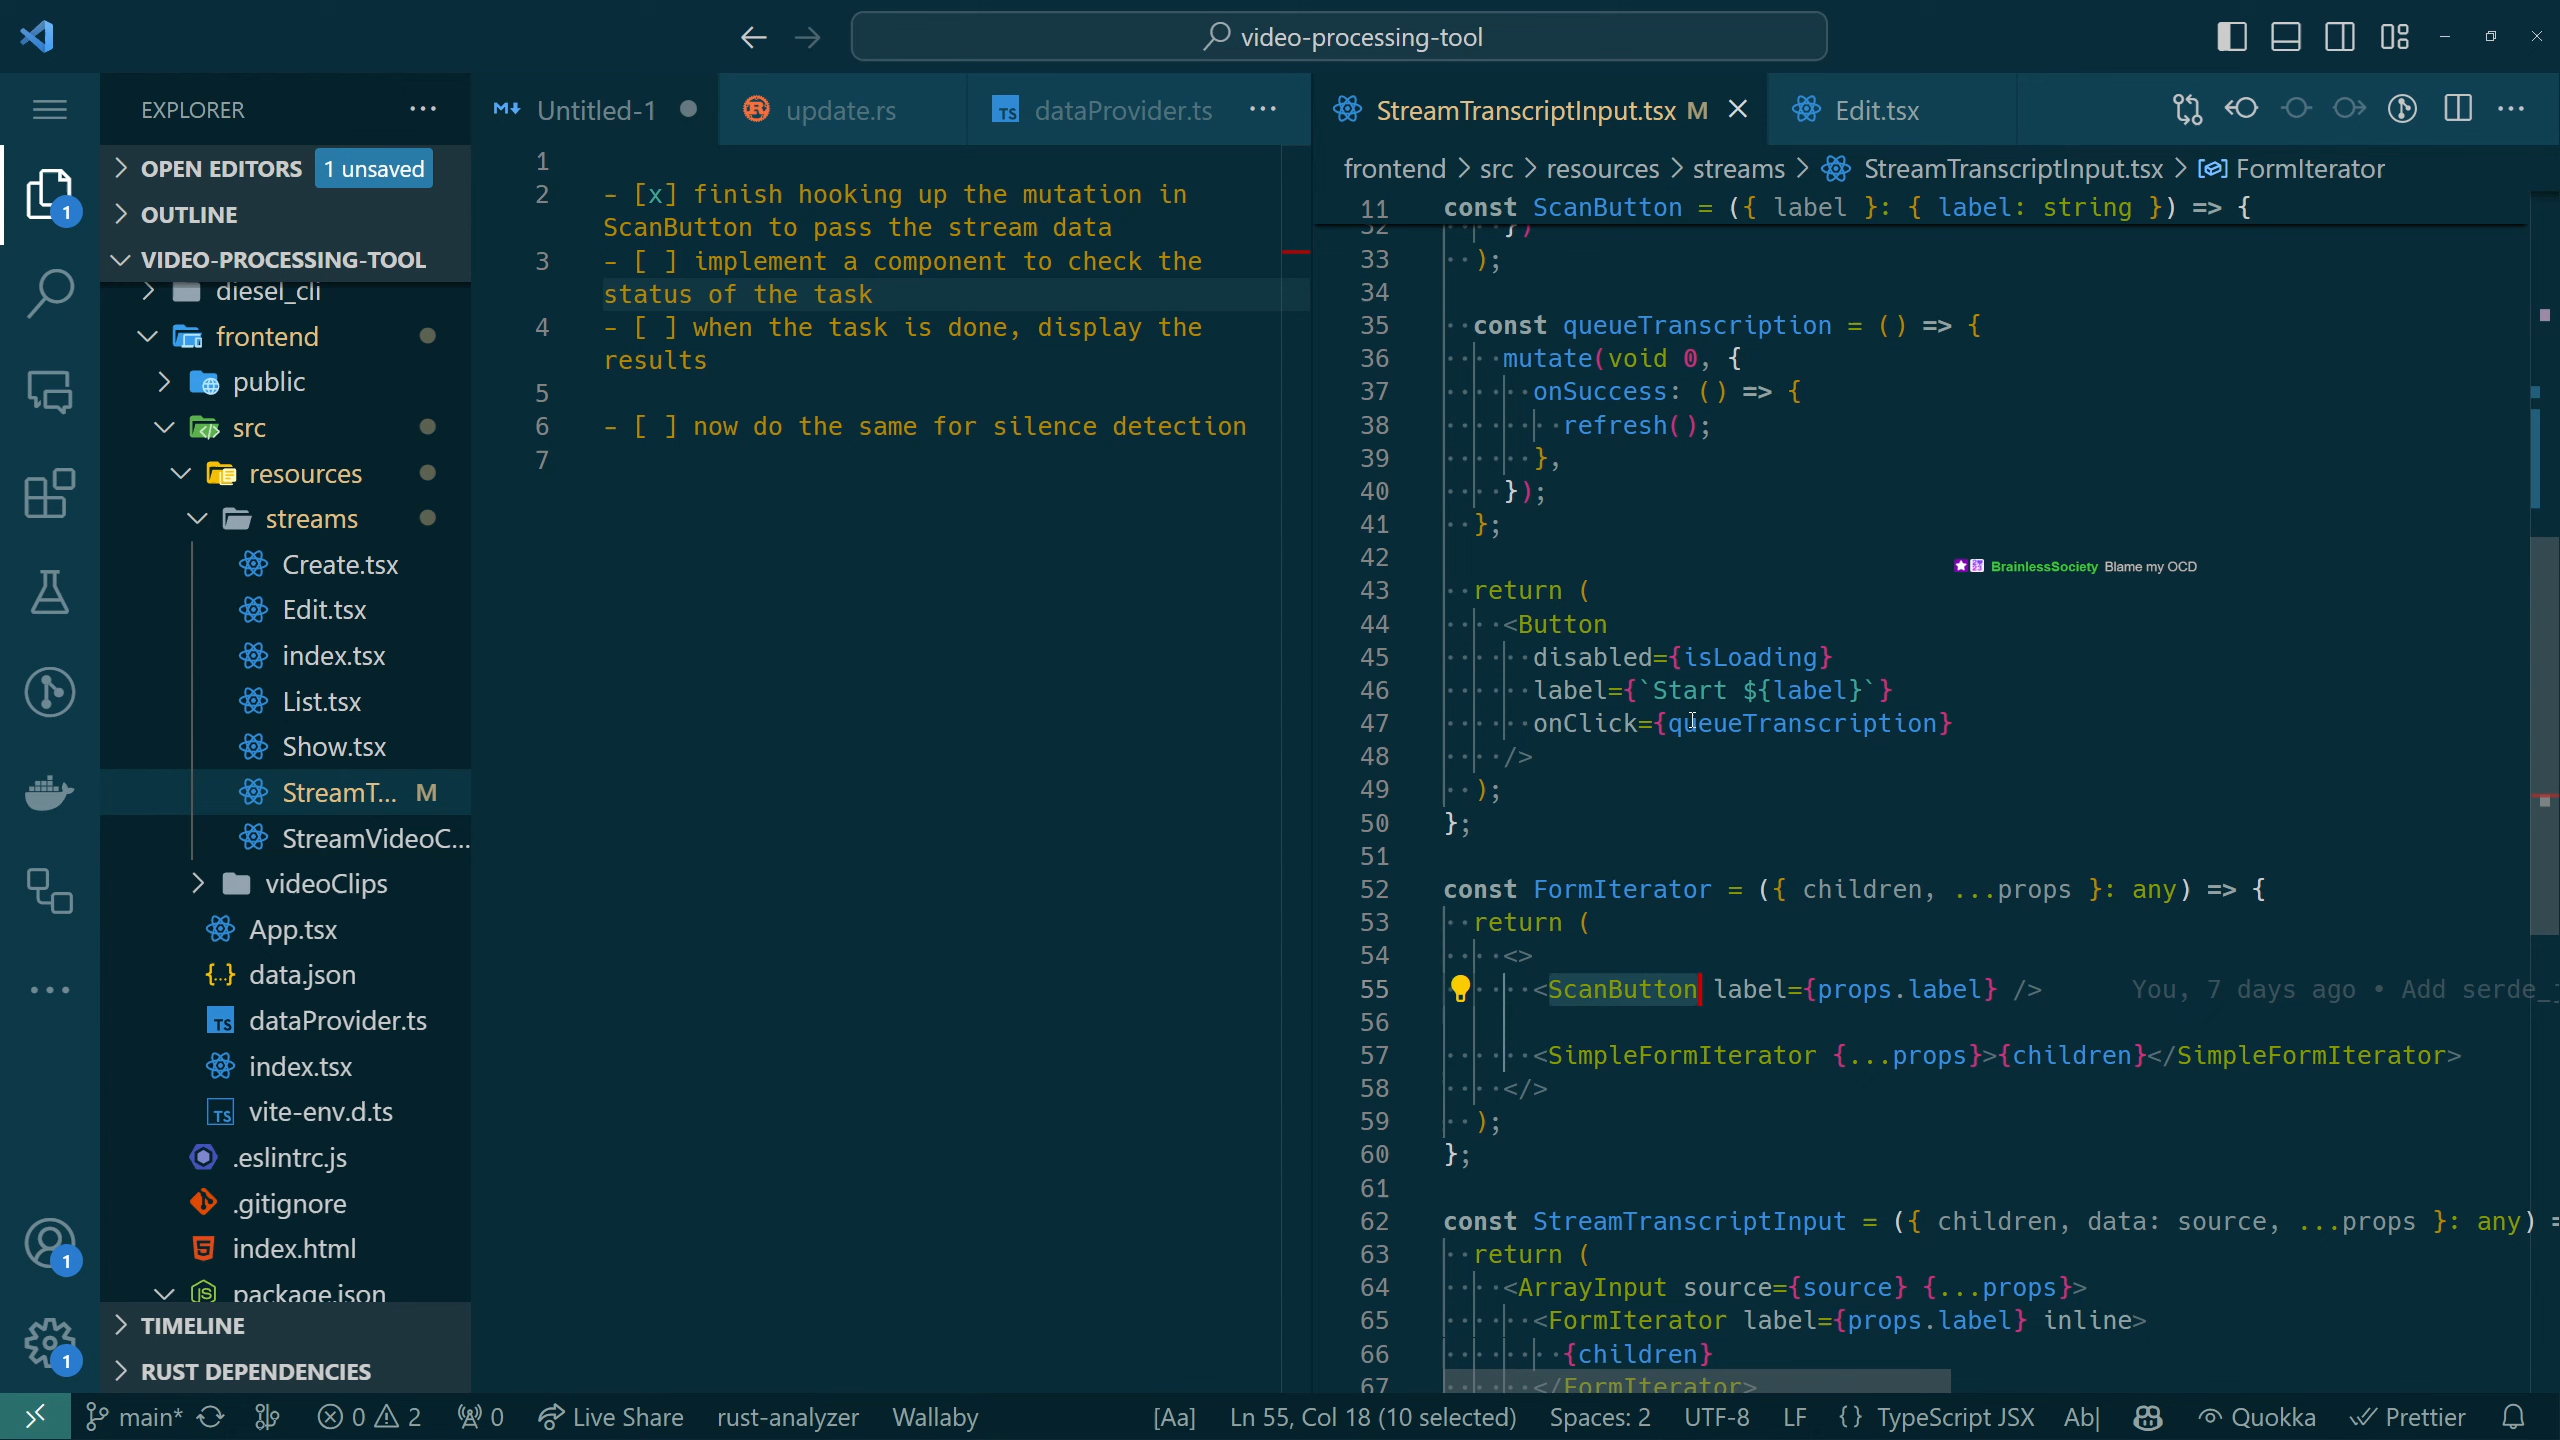 video-processing-tool
EXPLORER
Untitled-1
update.rs
dataProvider.ts
StreamTranscriptInput.tsx M
Edit.tsx
OPEN EDITORS 1 unsaved
OUTLINE
VIDEO-PROCESSING-TOOL
diesel_cli
frontend
public
src
resources
streams
Create.tsx
Edit.tsx
index.tsx
List.tsx
Show.tsx
StreamT... M
StreamVideoC...
videoClips
App.tsx
data.json
dataProvider.ts
index.tsx
vite-env.d.ts
.eslintrc.js
.gitignore
index.html
package.json
TIMELINE
RUST DEPENDENCIES
1
2 - [x] finish hooking up the mutation in
ScanButton to pass the stream data
3 - [ ] implement a component to check the
status of the task
4 - [ ] when the task is done, display the
results
5
6 - [ ] now do the same for silence detection
7
frontend > src > resources > streams > StreamTranscriptInput.tsx > FormIterator
11 const ScanButton = ({ label }: { label: string }) => {
32 })
33 );
34
35 const queueTranscription = () => {
36 mutate(void 0, {
37 onSuccess: () => {
38 refresh();
39 },
40 });
41 };
42
BrainlessSociety Blame my OCD
43 return (
44 <Button
45 disabled={isLoading}
46 label={`Start ${label}`}
47 onClick={queueTranscription}
48 />
49 );
50 };
51
52 const FormIterator = ({ children, ...props }: any) => {
53 return (
54 <>
55 <ScanButton label={props.label} /> You, 7 days ago • Add serde_
56
57 <SimpleFormIterator {...props}>{children}</SimpleFormIterator>
58 </>
59 );
60 };
61
62 const StreamTranscriptInput = ({ children, data: source, ...props }: any) =
63 return (
64 <ArrayInput source={source} {...props}>
65 <FormIterator label={props.label} inline>
66 {children}
67 </FormIterator>
main* 0 2 0 Live Share rust-analyzer Wallaby [Aa] Ln 55, Col 18 (10 selected) Spaces: 2 UTF-8 LF {} TypeScript JSX Ab| Quokka Prettier